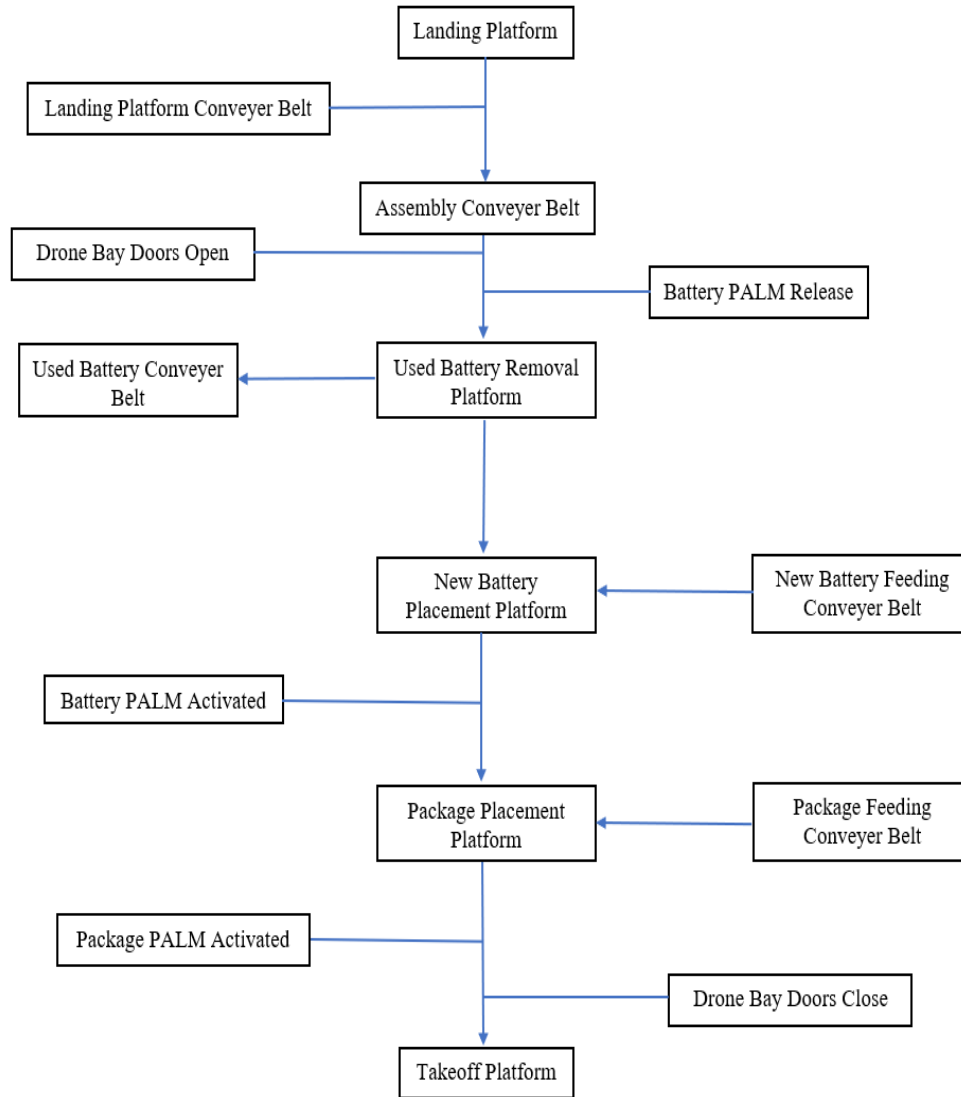 Landing Platform
Landing Platform Conveyer Belt
Assembly Conveyer Belt
Drone Bay Doors Open
Battery PALM Release
Used Battery Conveyer
Belt
Used Battery Removal
Platform
New Battery
Placement Platform
New Battery Feeding
Conveyer Belt
Battery PALM Activated
Package Placement
Platform
Package Feeding
Conveyer Belt
Package PALM Activated
Drone Bay Doors Close
Takeoff Platform